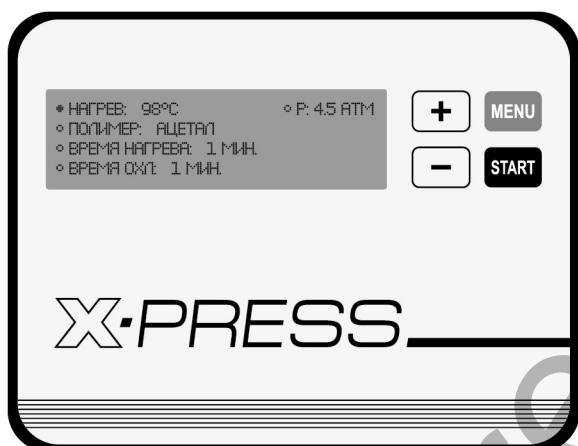 НАГРЕВ: 98°C P: 4.5 АТМ
ПОЛИМЕР: АЦЕТАЛ
ВРЕМЯ НАГРЕВА: 1 МИН.
ВРЕМЯ ОХЛ: 1 МИН.
+ MENU
− START
X-PRESS